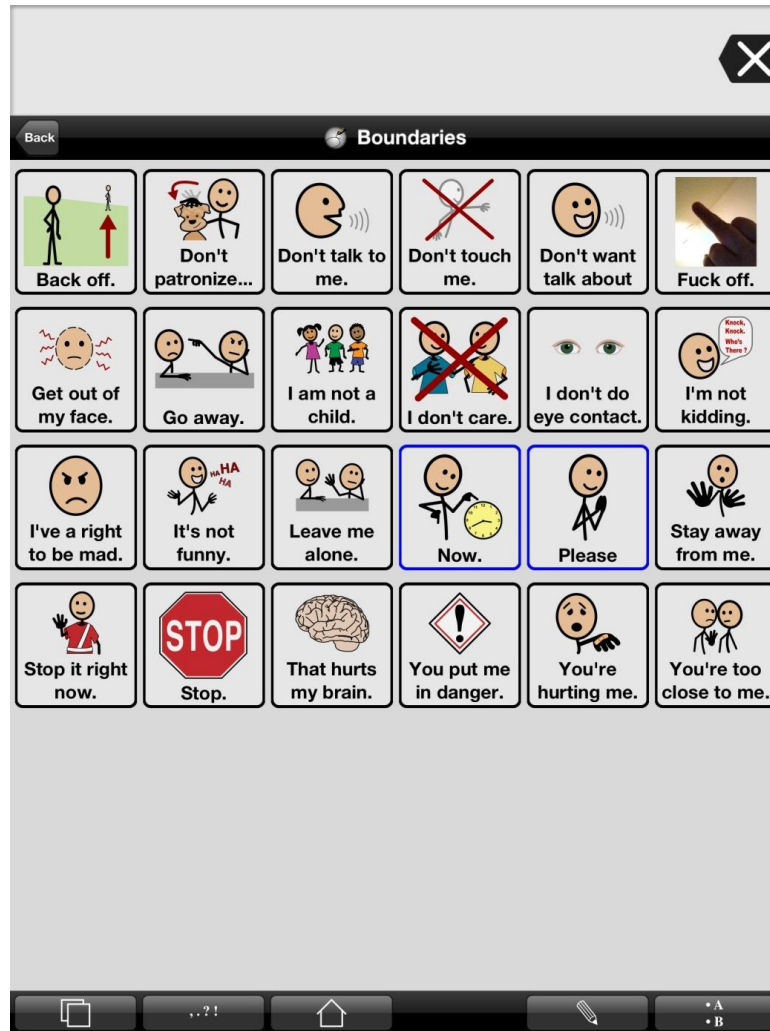 Back
Boundaries
Back off.
Don't
patronize...
Don't talk to
me.
Don't touch
me.
Don't want
talk about
Fuck off.
Get out of
my face.
Go away.
I am not a
child.
I don't care.
I don't do
eye contact.
Knock,
Knock.
Who's
There ?
I'm not
kidding.
I've a right
to be mad.
HA HA
HA
It's not
funny.
Leave me
alone.
Now.
Please
Stay away
from me.
Stop it right
now.
STOP
Stop.
That hurts
my brain.
You put me
in danger.
You're
hurting me.
You're too
close to me.
,.?!
• A
• B